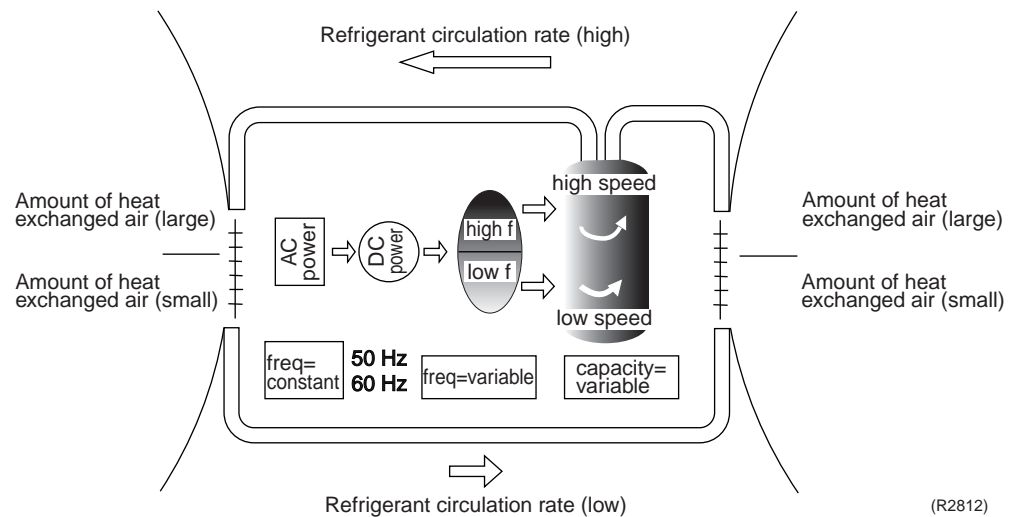 Refrigerant circulation rate (high)
Amount of heat
exchanged air (large)
Amount of heat
exchanged air (small)
AC
power
DC
power
high f
low f
high speed
low speed
Amount of heat
exchanged air (large)
Amount of heat
exchanged air (small)
freq=
constant
50 Hz
60 Hz
freq=variable
capacity=
variable
Refrigerant circulation rate (low)
(R2812)